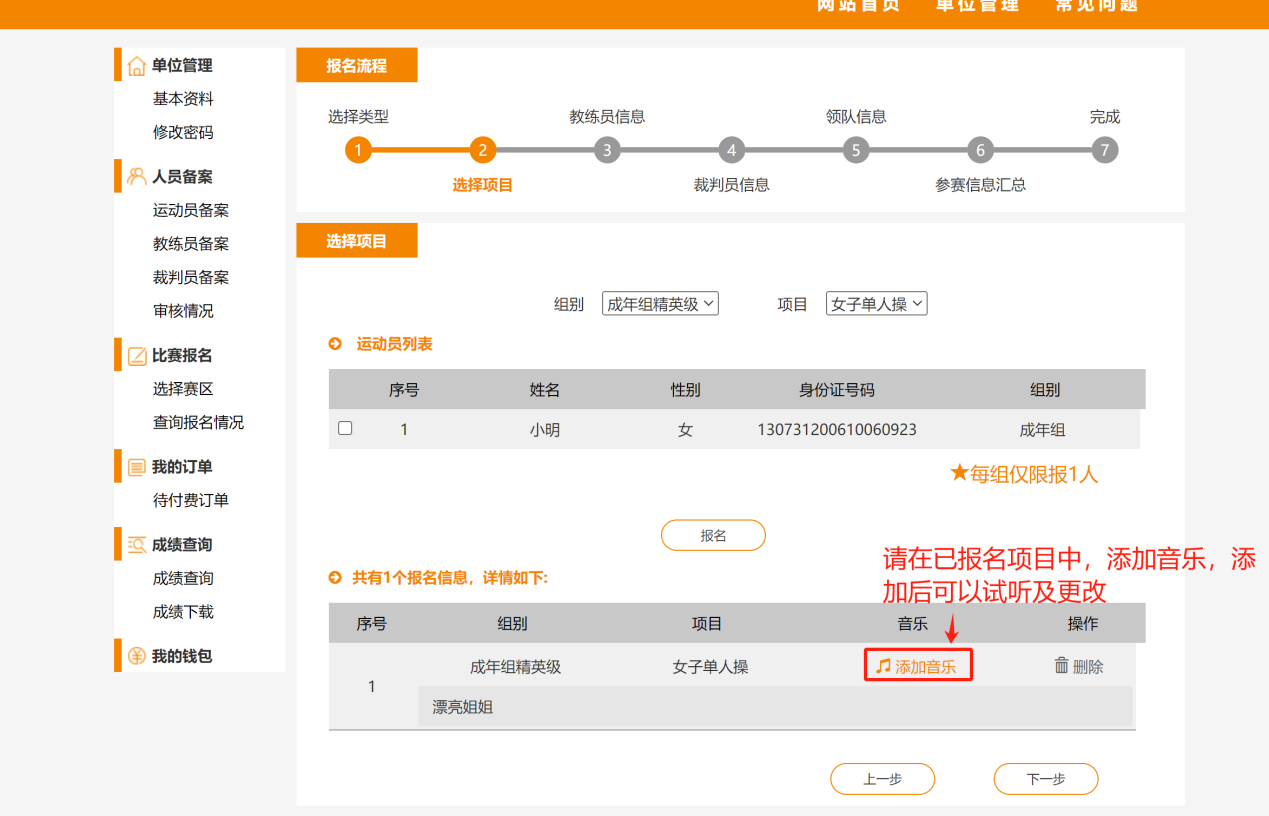 网站首页 单位管理 常见问题
单位管理
基本资料
修改密码
人员备案
运动员备案
教练员备案
裁判员备案
审核情况
比赛报名
选择赛区
查询报名情况
我的订单
待付费订单
成绩查询
成绩查询
成绩下载
我的钱包
报名流程
选择类型 教练员信息 领队信息 完成
1 2 3 4 5 6 7
选择项目 裁判员信息 参赛信息汇总
选择项目
组别 成年组精英级 项目 女子单人操
运动员列表
序号 姓名 性别 身份证号码 组别
1 小明 女 130731200610060923 成年组
★每组仅限报1人
报名
请在已报名项目中，添加音乐，添
加后可以试听及更改
共有1个报名信息，详情如下:
序号 组别 项目 音乐 操作
1 成年组精英级 女子单人操 添加音乐 删除
漂亮姐姐
上一步 下一步